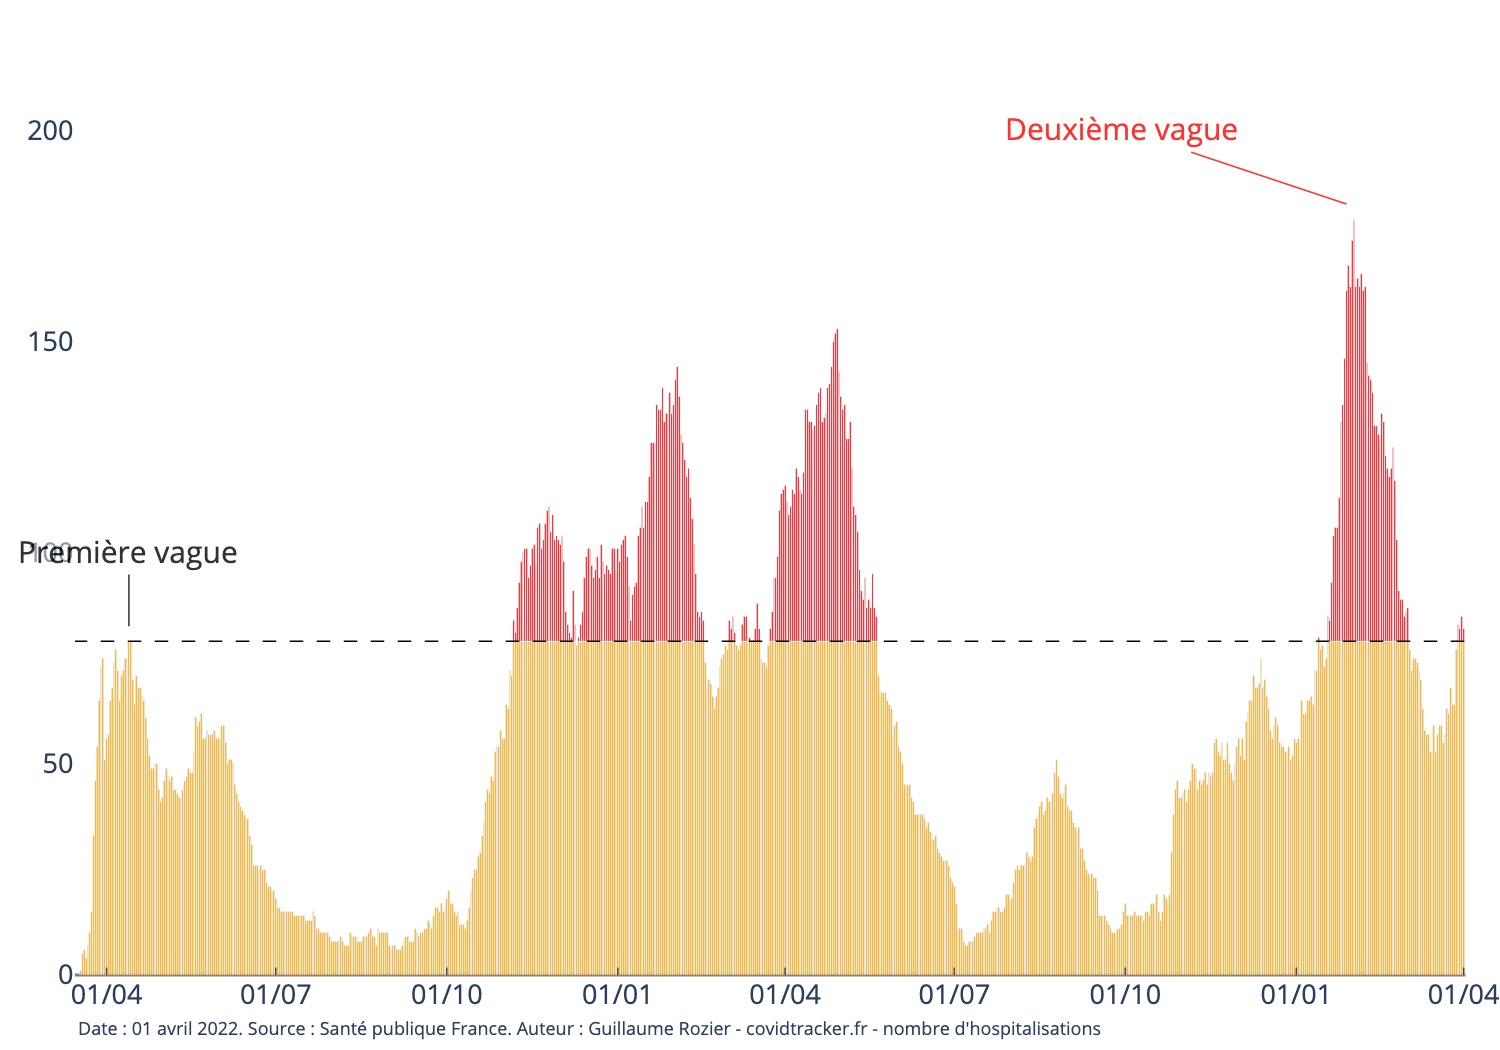 200
Deuxième vague
150
100
Première vague
50
0
01/04 01/07 01/10 01/01 01/04 01/07 01/10 01/01 01/04
Date : 01 avril 2022. Source : Santé publique France. Auteur : Guillaume Rozier - covidtracker.fr - nombre d'hospitalisations